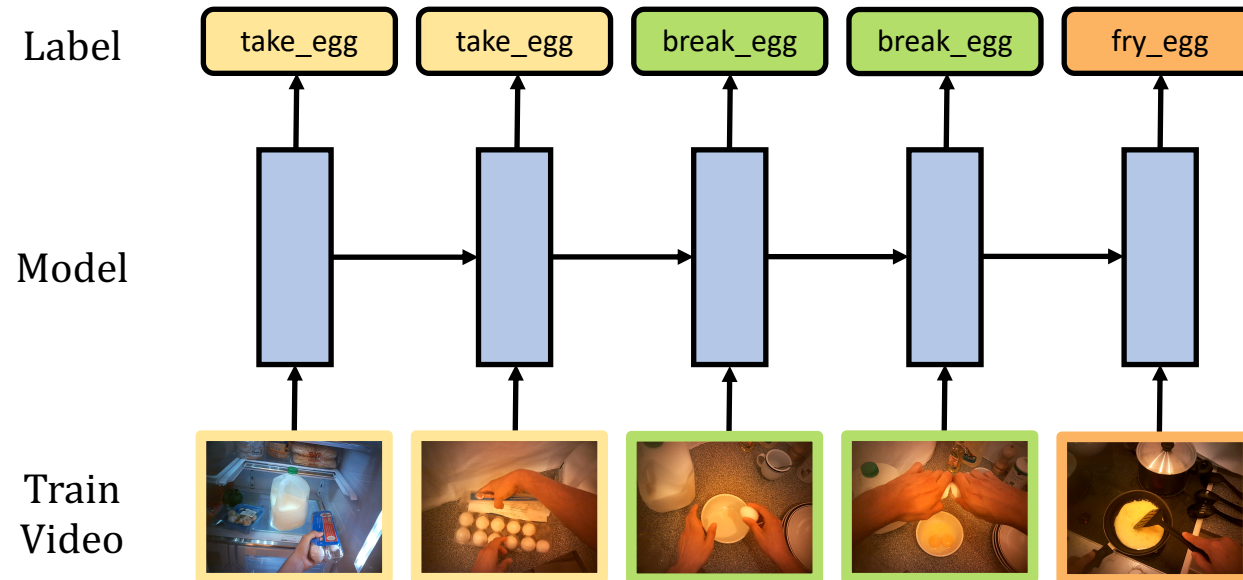 Label
take_egg
take_egg
break_egg
break_egg
fry_egg
Model
Train
Video